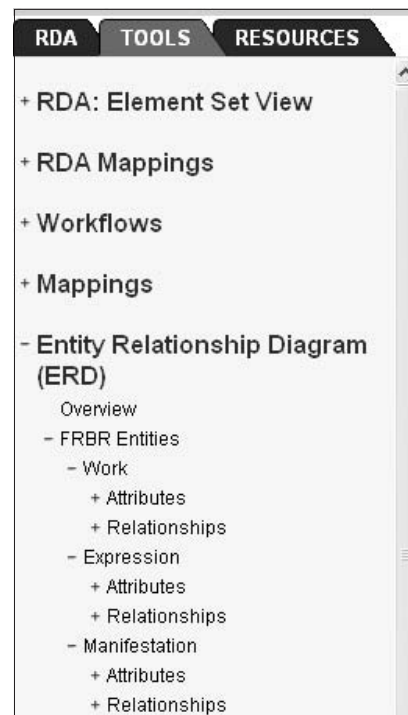 RDA TOOLS RESOURCES
+ RDA: Element Set View
+ RDA Mappings
+ Workflows
+ Mappings
- Entity Relationship Diagram
(ERD)
Overview
- FRBR Entities
- Work
+ Attributes
+ Relationships
- Expression
+ Attributes
+ Relationships
- Manifestation
+ Attributes
+ Relationships